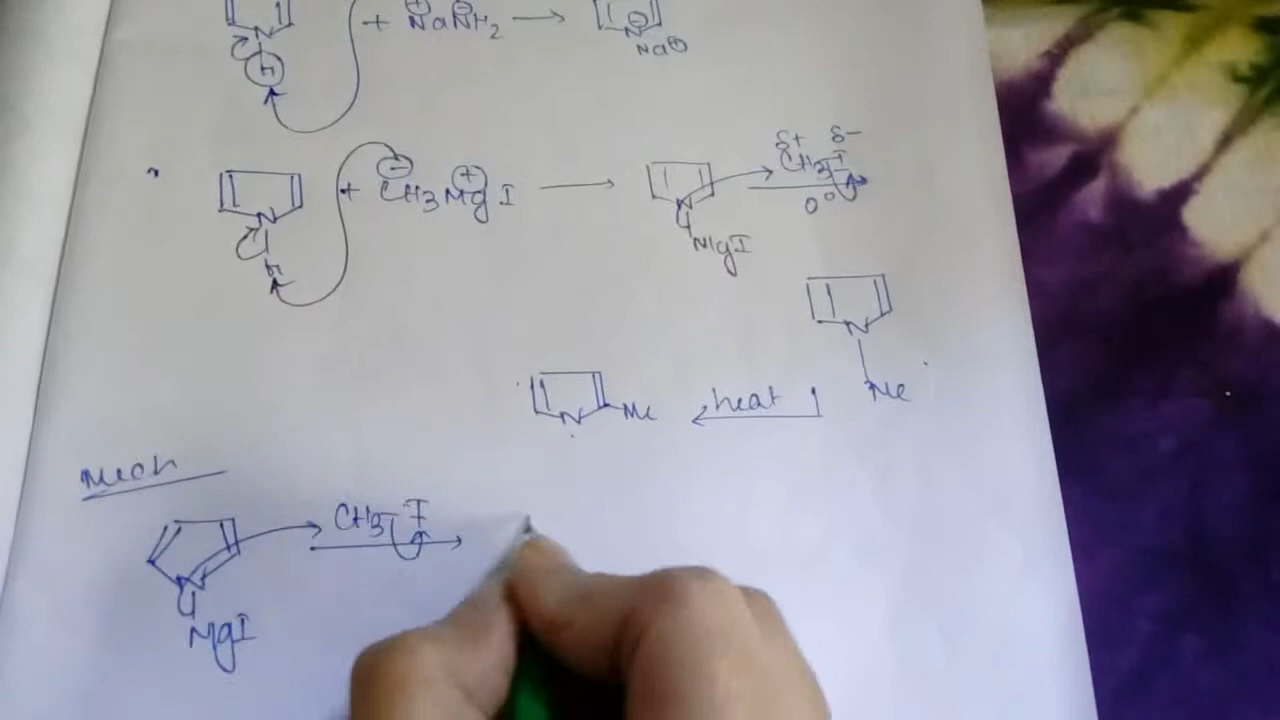 N + NaNH2 → N
H Na⊕
+ CH3MgI → N CH3I
N MgI 0°
H
N
Me
N Me heat
Mech
CH3-I
N
MgI